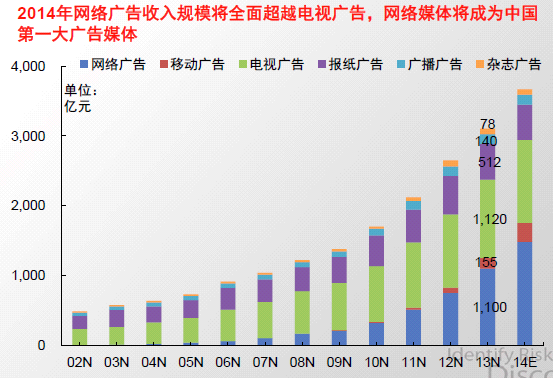 2014年网络广告收入规模将全面超越电视广告，网络媒体将成为中国
第一大广告媒体
4,000
网络广告 移动广告 电视广告 报纸广告 广播广告 杂志广告
单位：
亿元
3,000
2,000
1,000
0
78
140
512
1,120
155
1,100
02N 03N 04N 05N 06N 07N 08N 09N 10N 11N 12N 13N 14E
Identify Risk